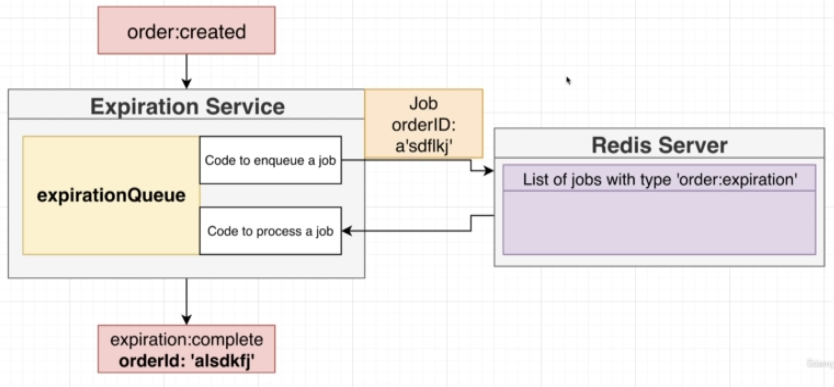 order:created
Expiration Service
Job
orderID:
a'sdflkj'
Redis Server
Code to enqueue a job
List of jobs with type 'order:expiration'
expirationQueue
Code to process a job
expiration:complete
orderId: 'alsdkfj'
Udemy